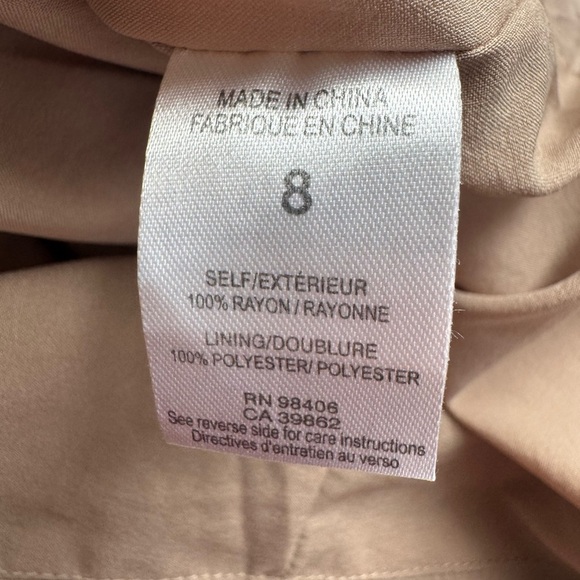 MADE IN CHINA
FABRIQUE EN CHINE
8
SELF/EXTÉRIEUR
100% RAYON/RAYONNE
LINING/DOUBLURE
100% POLYESTER/POLYESTER
RN 98406
CA 39862
See reverse side for care instructions
Directives d'entretien au verso